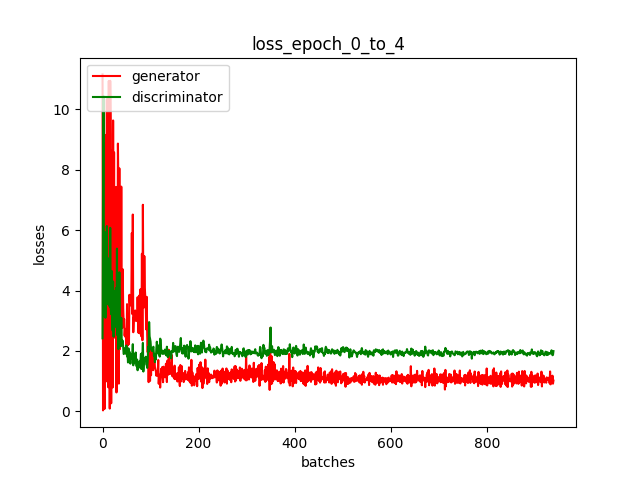 loss_epoch_0_to_4
generator
discriminator
10
8
6
4
2
0
losses
0 200 400 600 800
batches